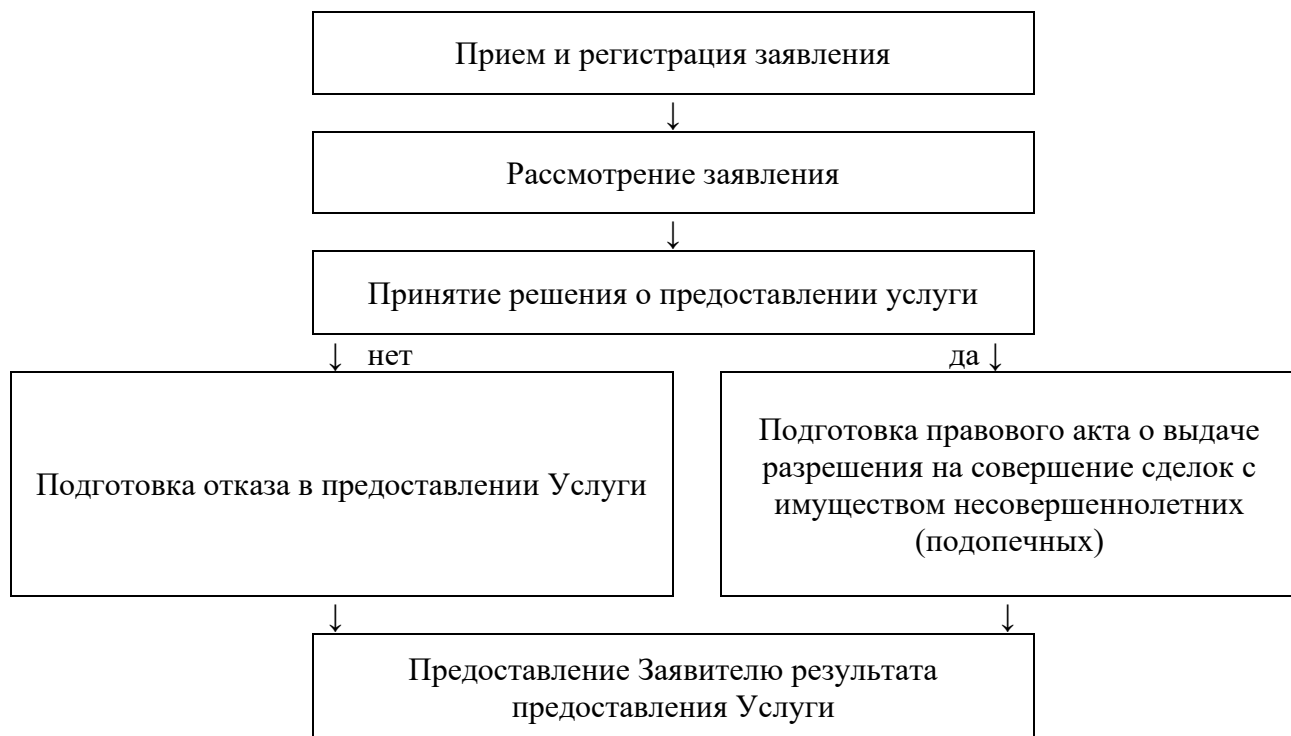 Прием и регистрация заявления
↓
Рассмотрение заявления
↓
Принятие решения о предоставлении услуги
↓ нет
да ↓
Подготовка отказа в предоставлении Услуги
Подготовка правового акта о выдаче
разрешения на совершение сделок с
имуществом несовершеннолетних
(подопечных)
↓ ↓
Предоставление Заявителю результата
предоставления Услуги